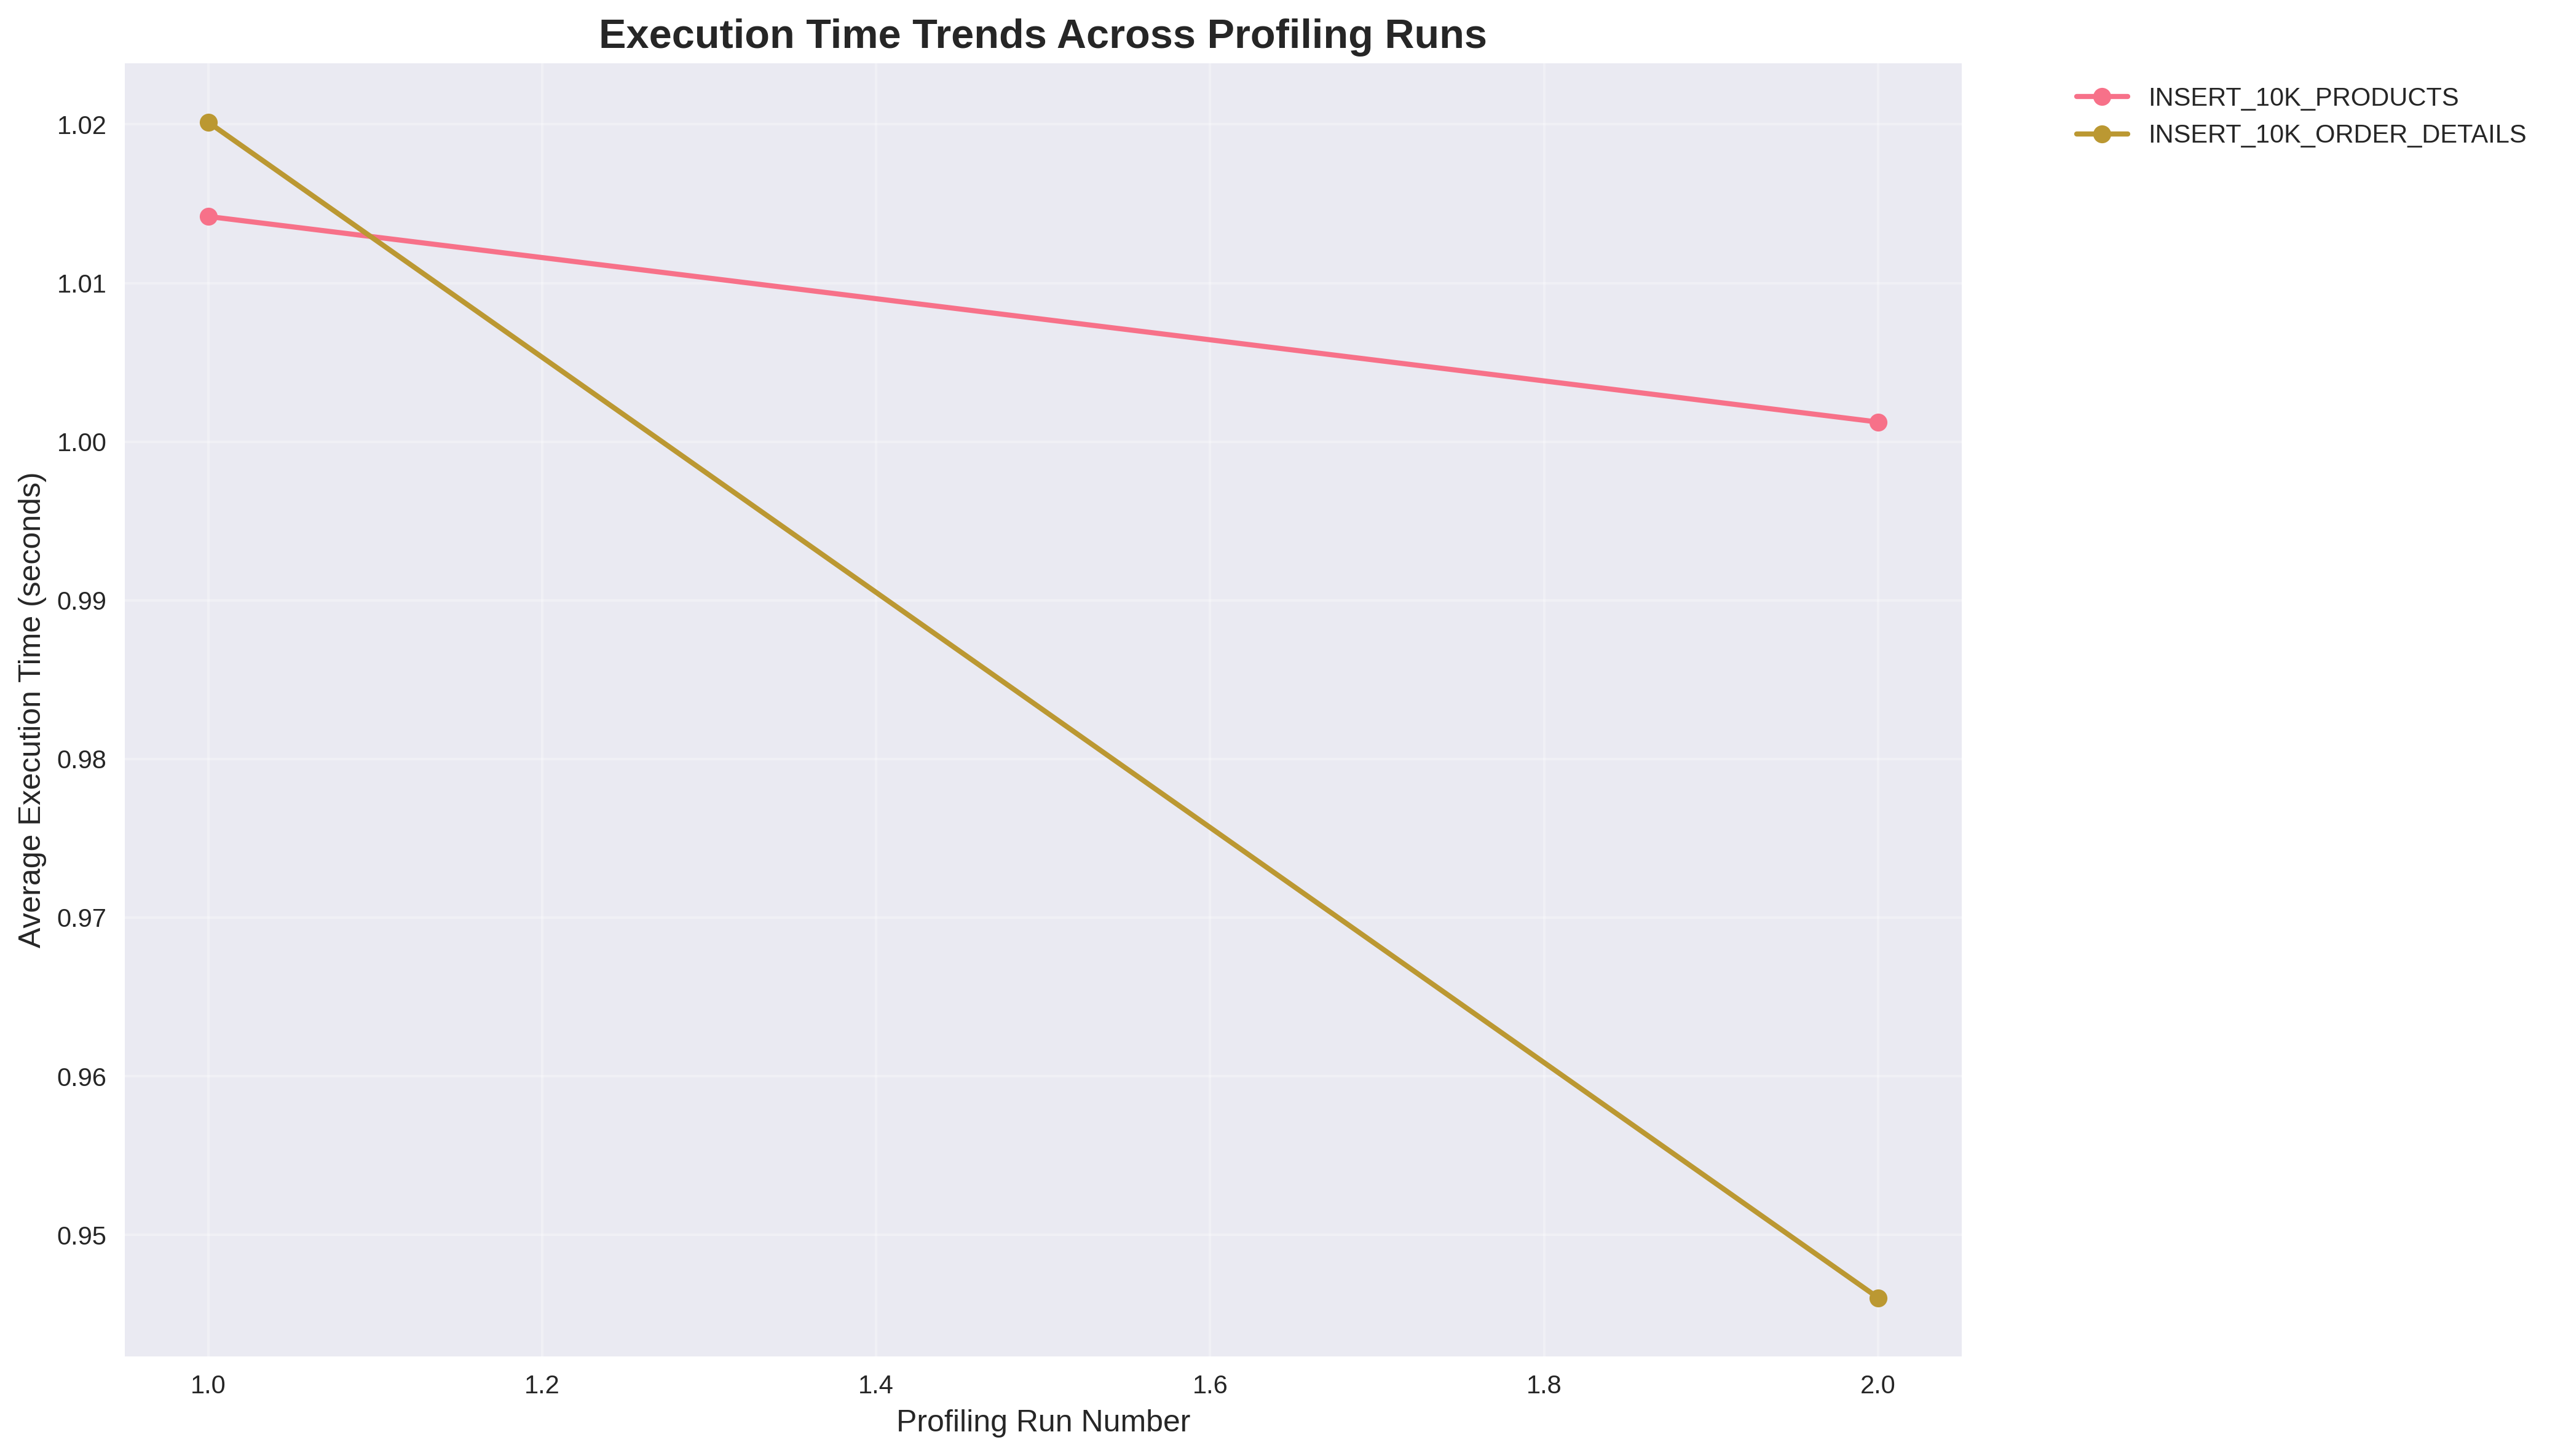 Execution Time Trends Across Profiling Runs
INSERT_10K_PRODUCTS
INSERT_10K_ORDER_DETAILS
Average Execution Time (seconds)
1.02
1.01
1.00
0.99
0.98
0.97
0.96
0.95
1.0 1.2 1.4 1.6 1.8 2.0
Profiling Run Number